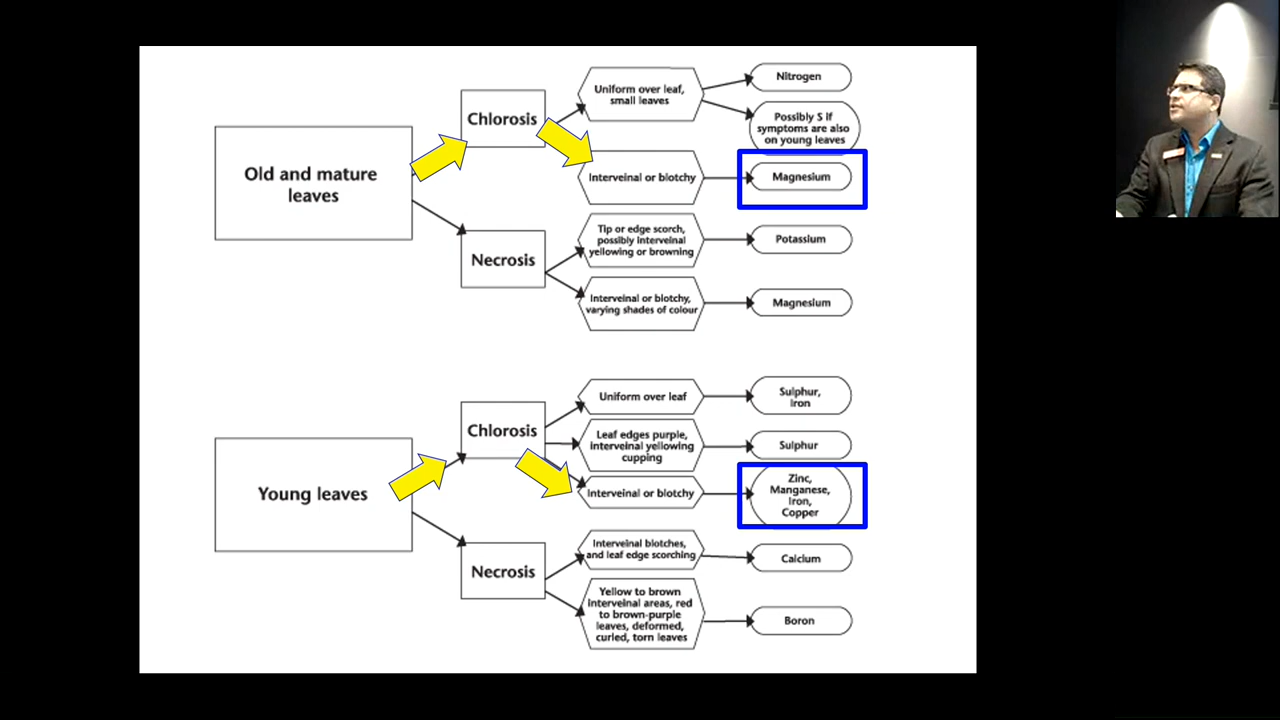 Old and mature
leaves
Chlorosis
Uniform over leaf,
small leaves
Nitrogen
Possibly S if
symptoms are also
on young leaves
Interveinal or blotchy
Magnesium
Necrosis
Tip or edge scorch,
possibly interveinal
yellowing or browning
Potassium
Interveinal or blotchy,
varying shades of colour
Magnesium
Young leaves
Chlorosis
Uniform over leaf
Sulphur,
Iron
Leaf edges purple,
interveinal yellowing
cupping
Sulphur
Interveinal or blotchy
Zinc,
Manganese,
Iron,
Copper
Necrosis
Interveinal blotches,
and leaf edge scorching
Calcium
Yellow to brown
interveinal areas, red
to brown-purple
leaves, deformed,
curled, torn leaves
Boron